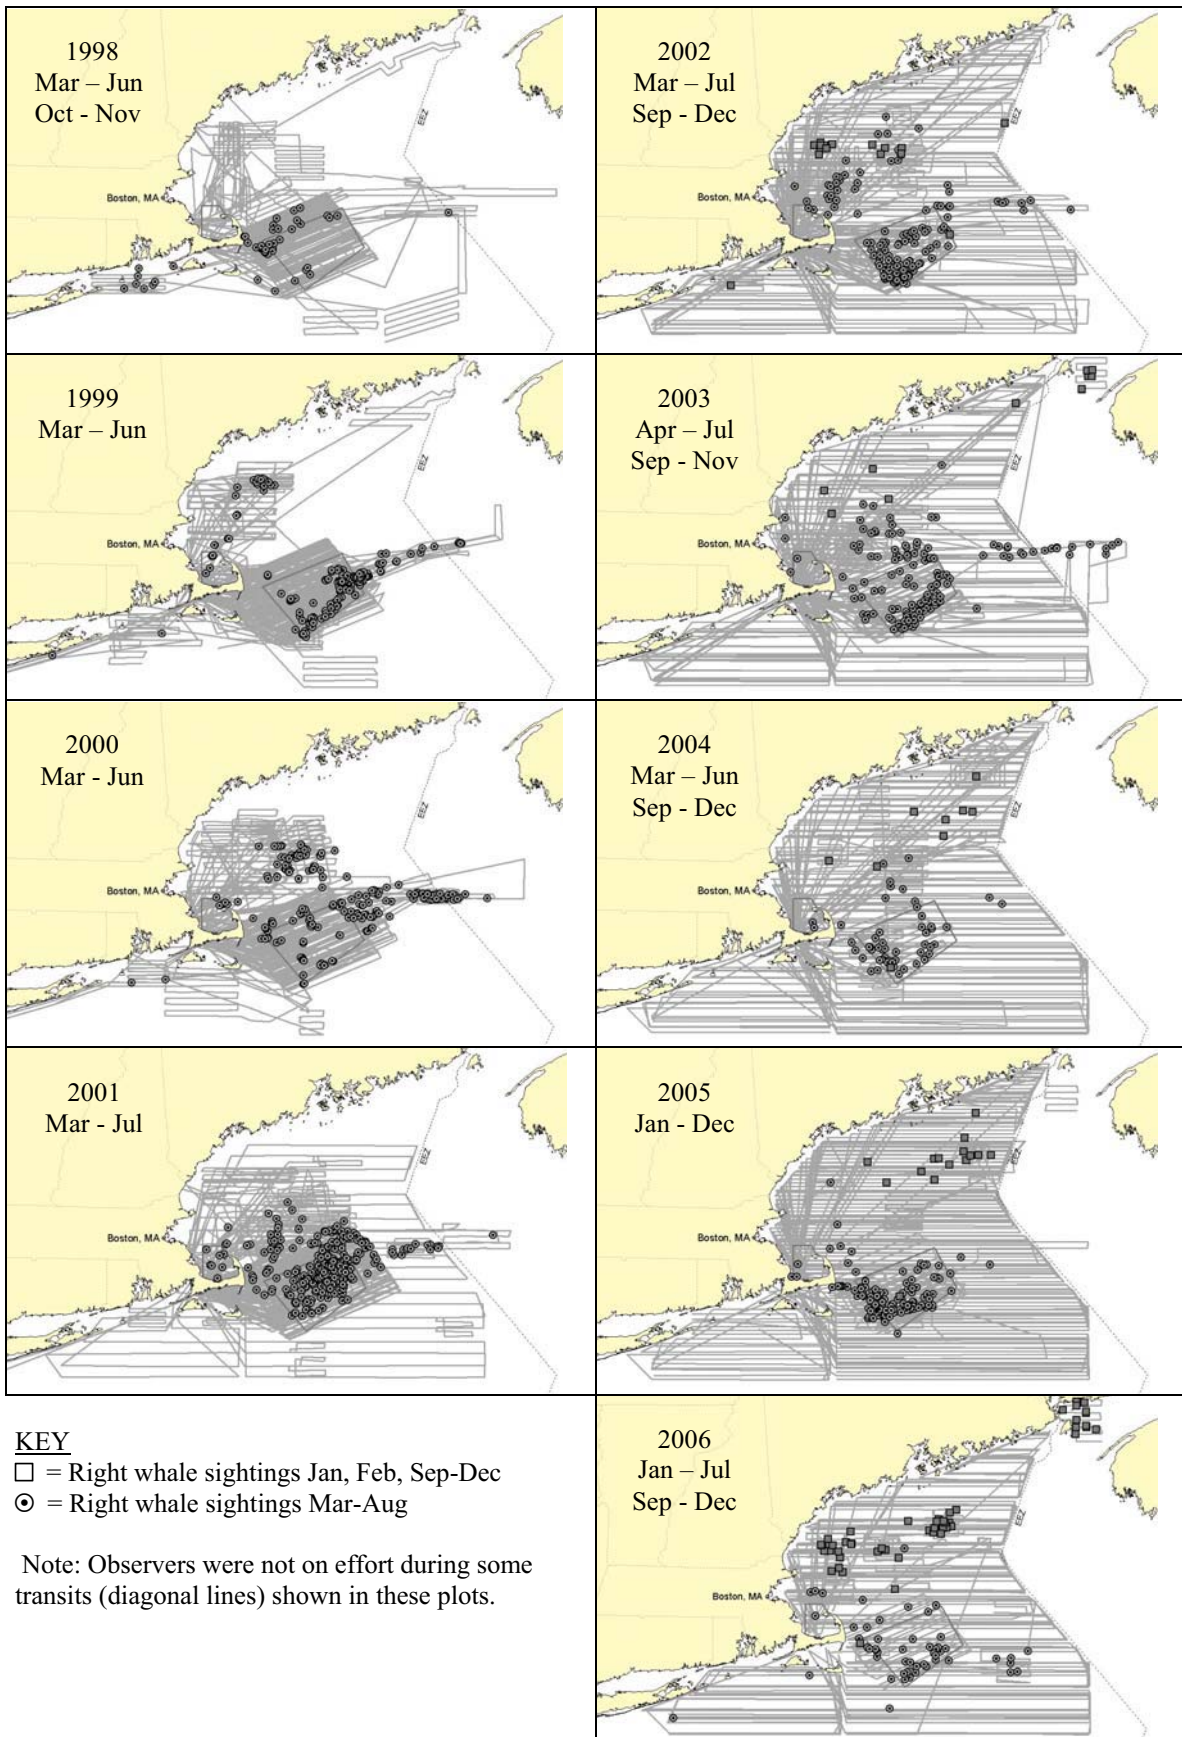 1998
Mar – Jun
Oct - Nov
EEZ
Boston, MA
2002
Mar – Jul
Sep - Dec
EEZ
Boston, MA
1999
Mar – Jun
EEZ
Boston, MA
2003
Apr – Jul
Sep - Nov
EEZ
Boston, MA
2000
Mar - Jun
EEZ
Boston, MA
2004
Mar – Jun
Sep - Dec
EEZ
Boston, MA
2001
Mar - Jul
EEZ
Boston, MA
2005
Jan - Dec
EEZ
Boston, MA
KEY
□ = Right whale sightings Jan, Feb, Sep-Dec
⊙ = Right whale sightings Mar-Aug
Note: Observers were not on effort during some
transits (diagonal lines) shown in these plots.
2006
Jan – Jul
Sep - Dec
EEZ
Boston, MA